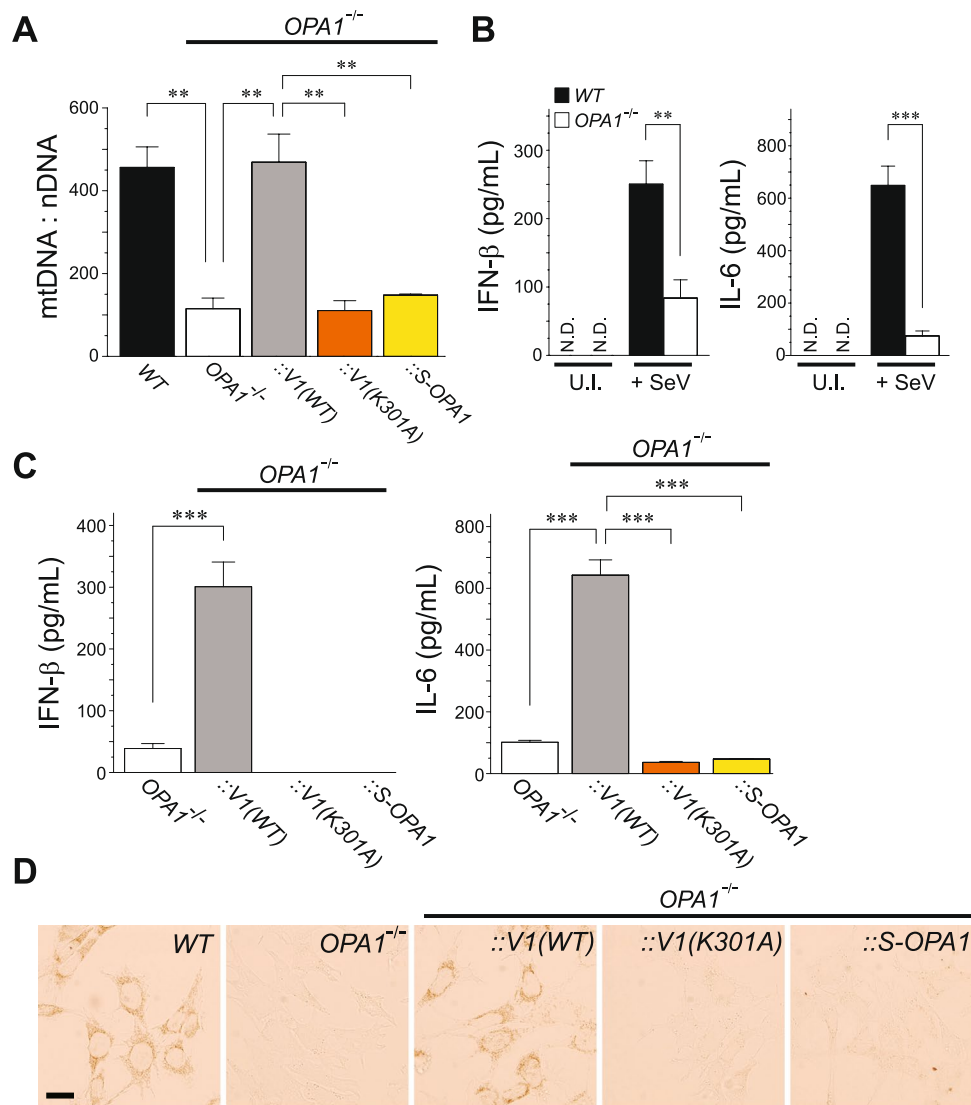 A
OPA1⁻/⁻
**
** ** **
mtDNA : nDNA
600
400
200
0
WT
OPA1⁻/⁻
::V1(WT)
::V1(K301A)
::S-OPA1
B
WT
OPA1⁻/⁻
**
IFN-β (pg/mL)
300
200
100
0
N.D. N.D.
U.I. + SeV
***
IL-6 (pg/mL)
800
600
400
200
0
N.D. N.D.
U.I. + SeV
C
OPA1⁻/⁻
***
IFN-β (pg/mL)
400
300
200
100
0
OPA1⁻/⁻
::V1(WT)
::V1(K301A)
::S-OPA1
OPA1⁻/⁻
***
*** ***
IL-6 (pg/mL)
800
600
400
200
0
OPA1⁻/⁻
::V1(WT)
::V1(K301A)
::S-OPA1
D
OPA1⁻/⁻
WT OPA1⁻/⁻ ::V1(WT) ::V1(K301A) ::S-OPA1